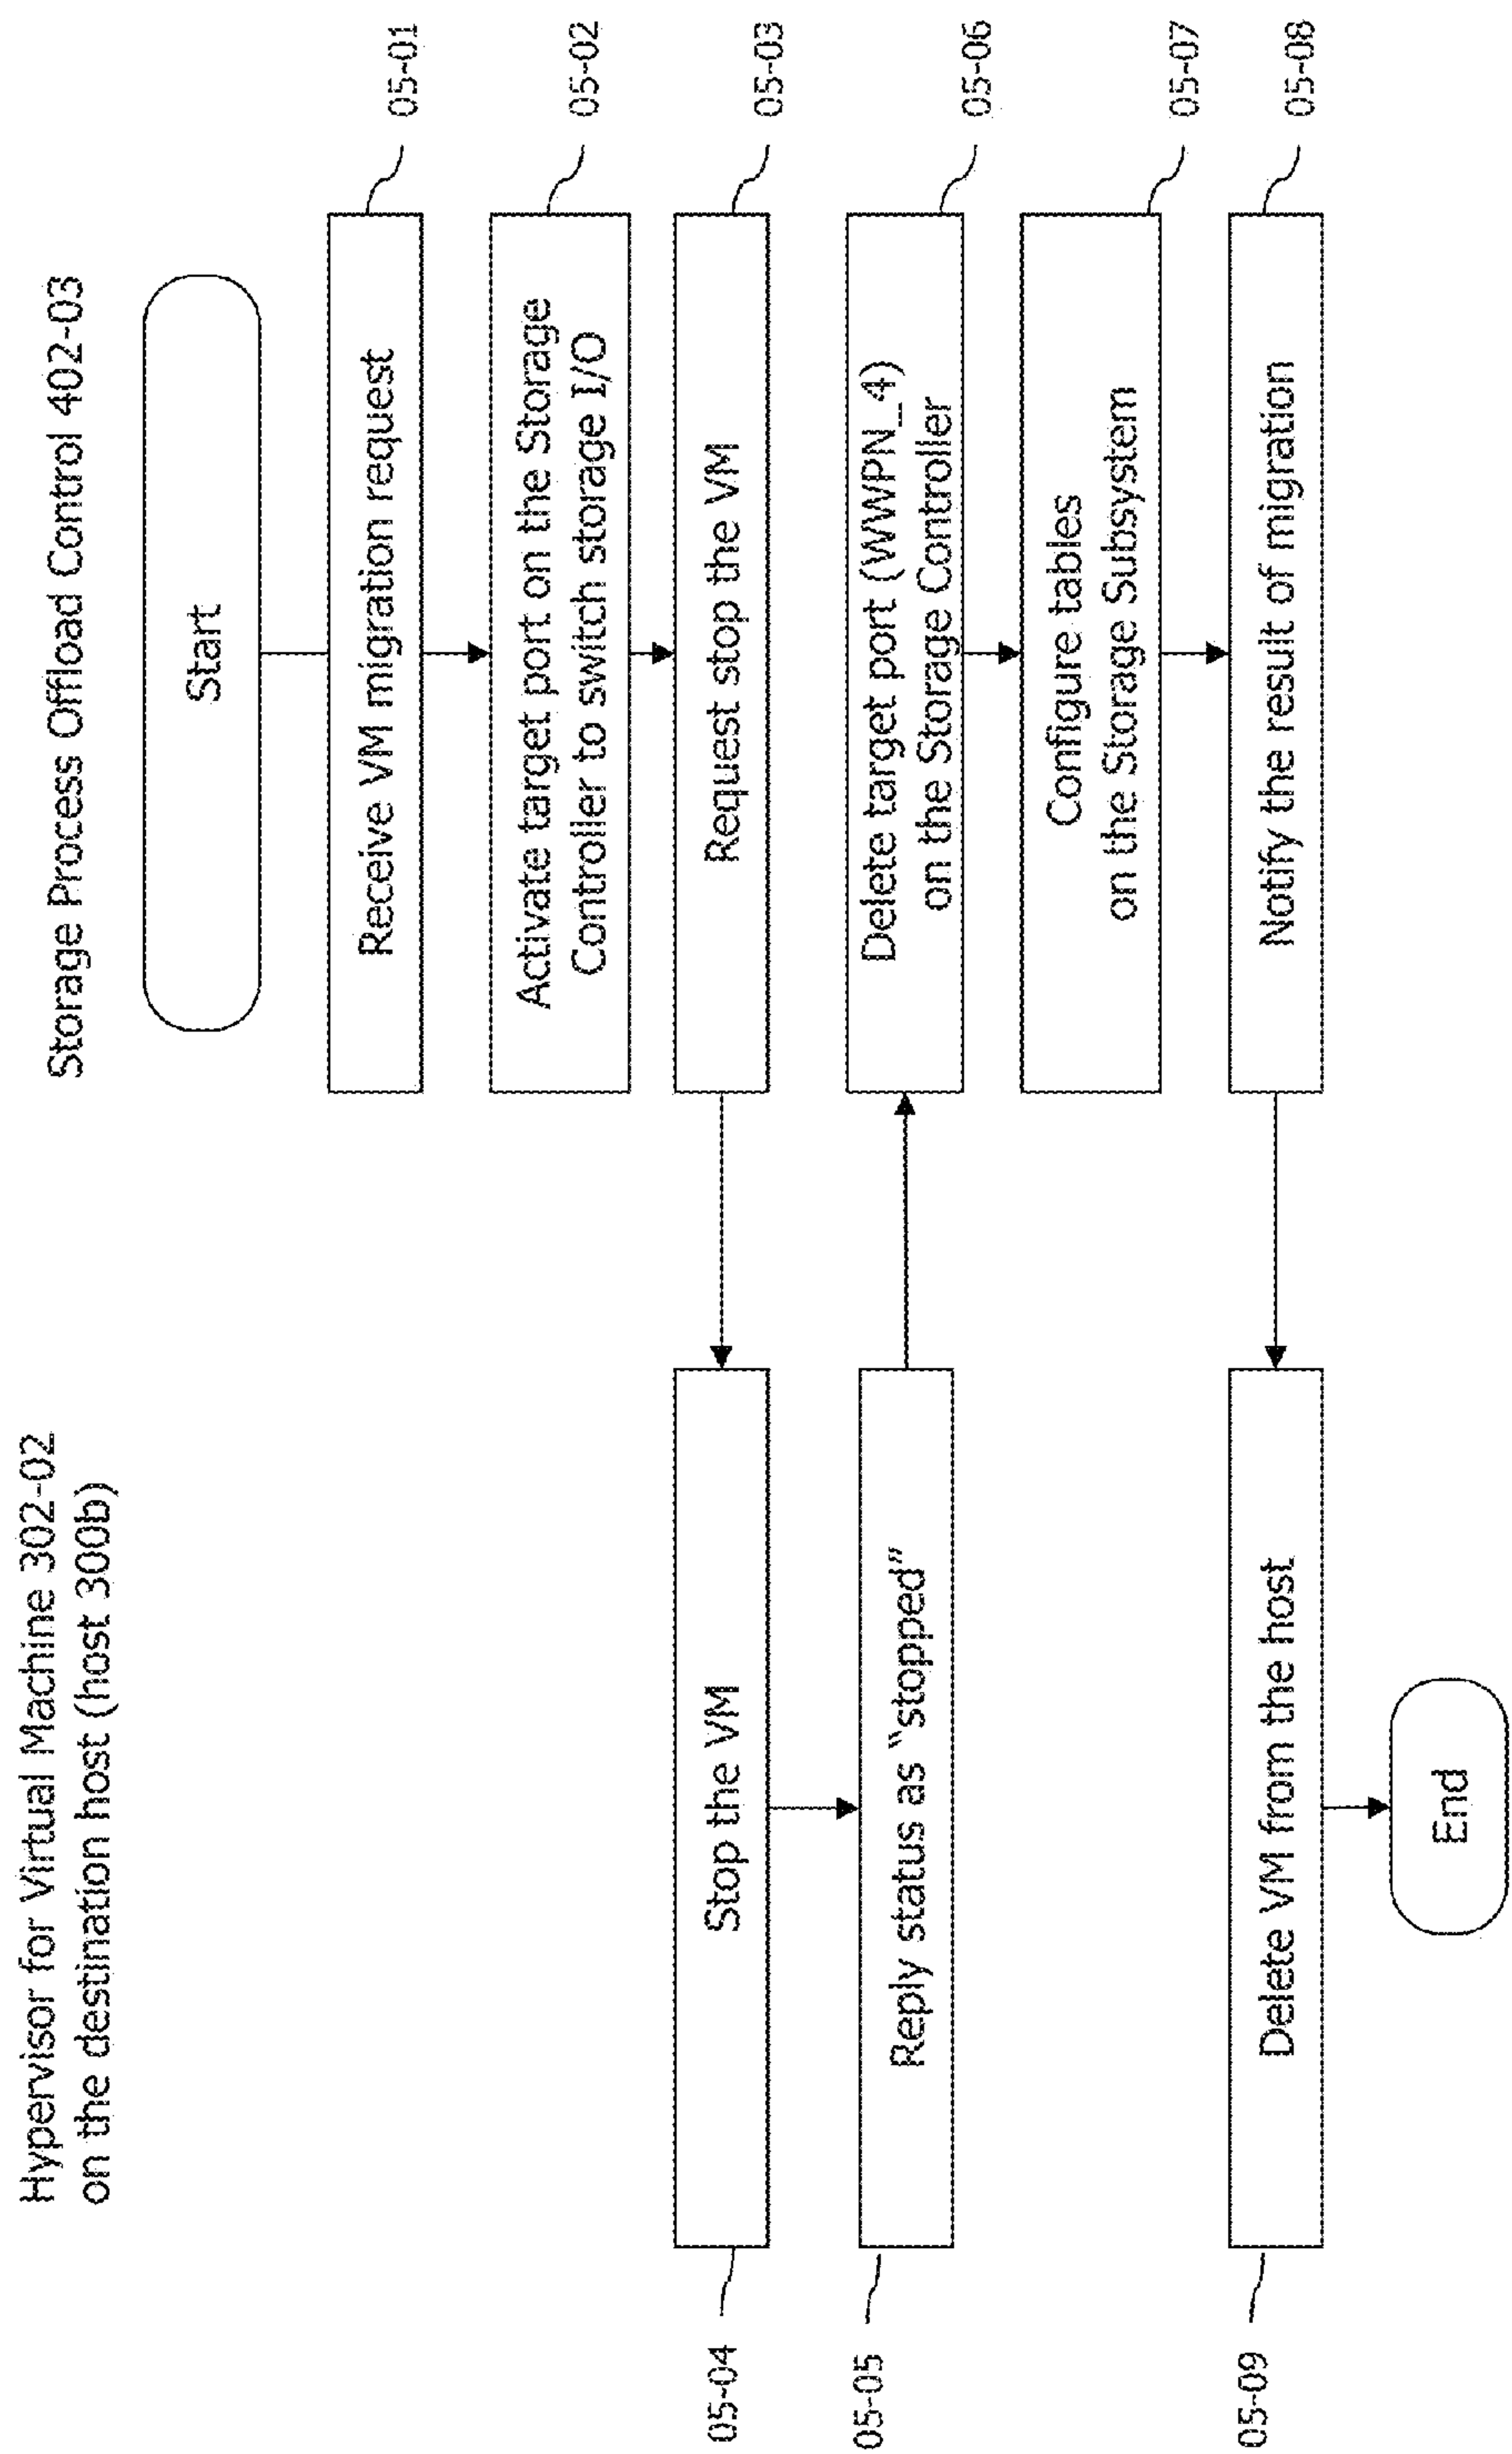 Hypervisor for Virtual Machine 302-02
on the destination host (host 300b)
Storage Process Offload Control 402-03
Start
Receive VM migration request
05-01
Activate target port on the Storage
Controller to switch storage I/O
05-02
Request stop the VM
05-03
05-04
Stop the VM
05-05
Reply status as “stopped”
Delete target port (WWPN_4)
on the Storage Controller
05-06
Configure tables
on the Storage Subsystem
05-07
Notify the result of migration
05-08
05-09
Delete VM from the host
End